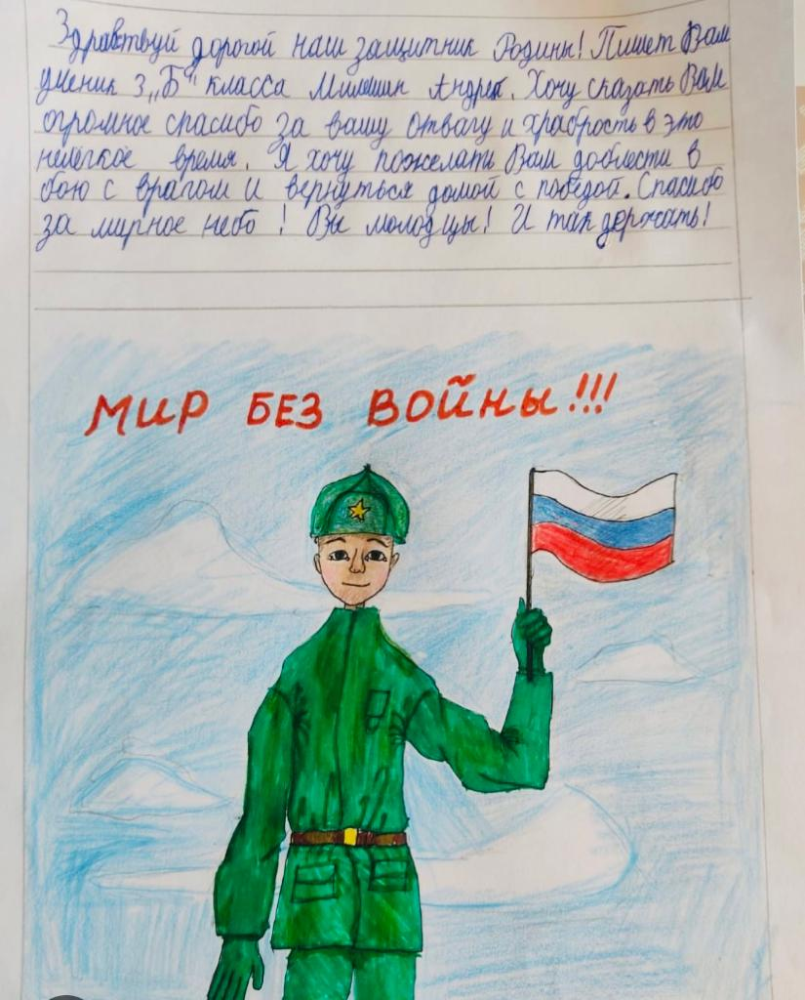 Здравствуй дорогой наш защитник Родины! Пишет Вам
ученик 3 „Б" класса Милешин Андрей. Хочу сказать Вам
огромное спасибо за вашу отвагу и храбрость в это
нелёгкое время. Я хочу пожелать Вам доблести в
бою с врагом и вернуться домой с победой. Спасибо
за мирное небо! Вы молодцы! И так держать!
МИР БЕЗ ВОЙНЫ!!!